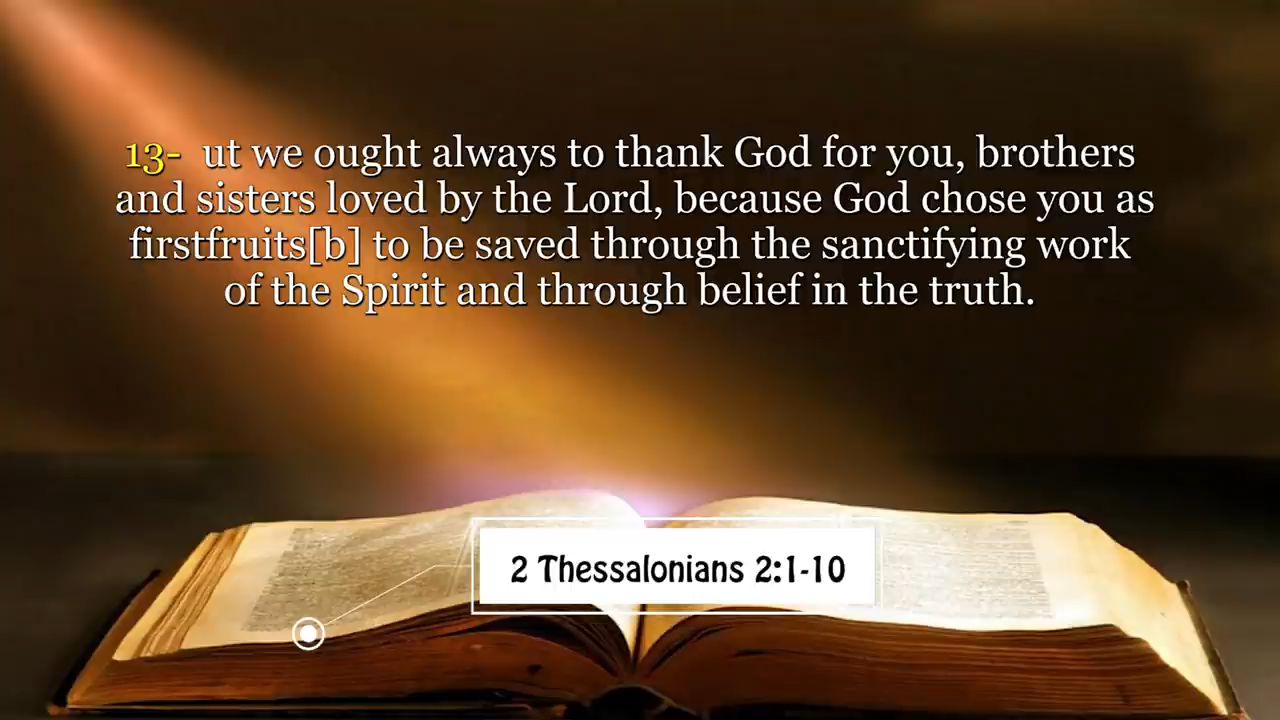 13- ut we ought always to thank God for you, brothers
and sisters loved by the Lord, because God chose you as
firstfruits[b] to be saved through the sanctifying work
of the Spirit and through belief in the truth.
2 Thessalonians 2:1-10